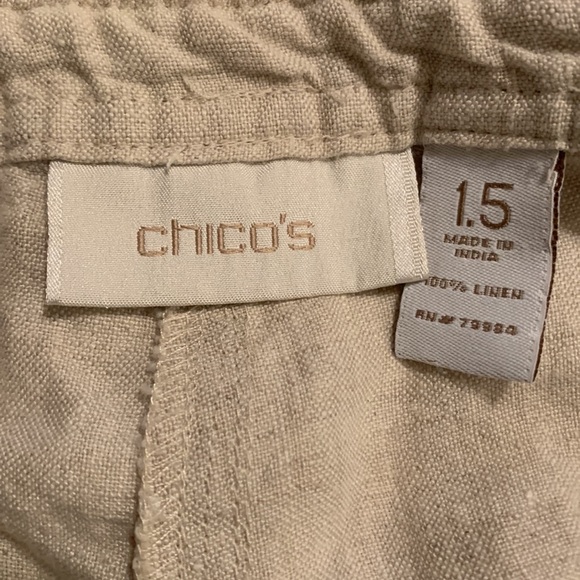 chico's
1.5
MADE IN
INDIA
100% LINEN
RN# 79984